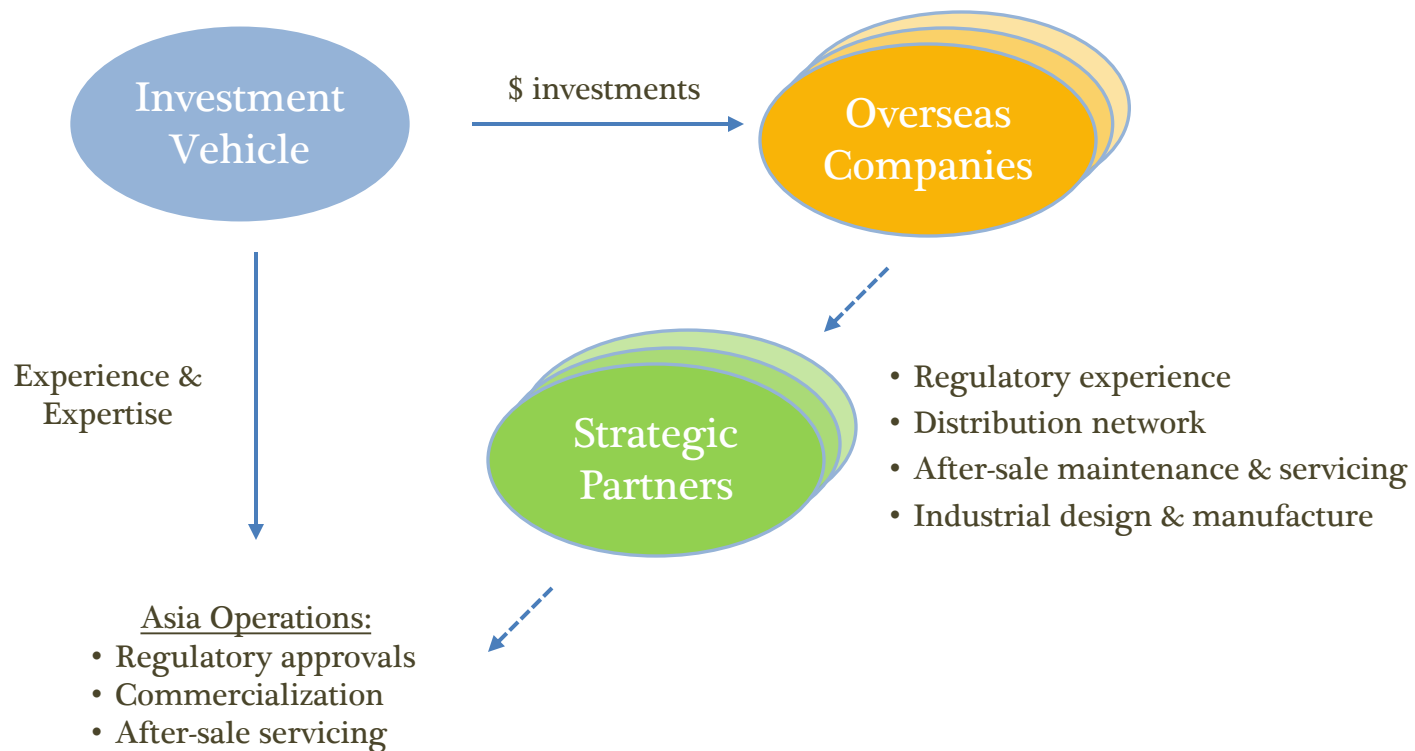 Investment
Vehicle
$ investments
Overseas
Companies
Experience &
Expertise
Strategic
Partners
• Regulatory experience
• Distribution network
• After-sale maintenance & servicing
• Industrial design & manufacture
Asia Operations:
• Regulatory approvals
• Commercialization
• After-sale servicing